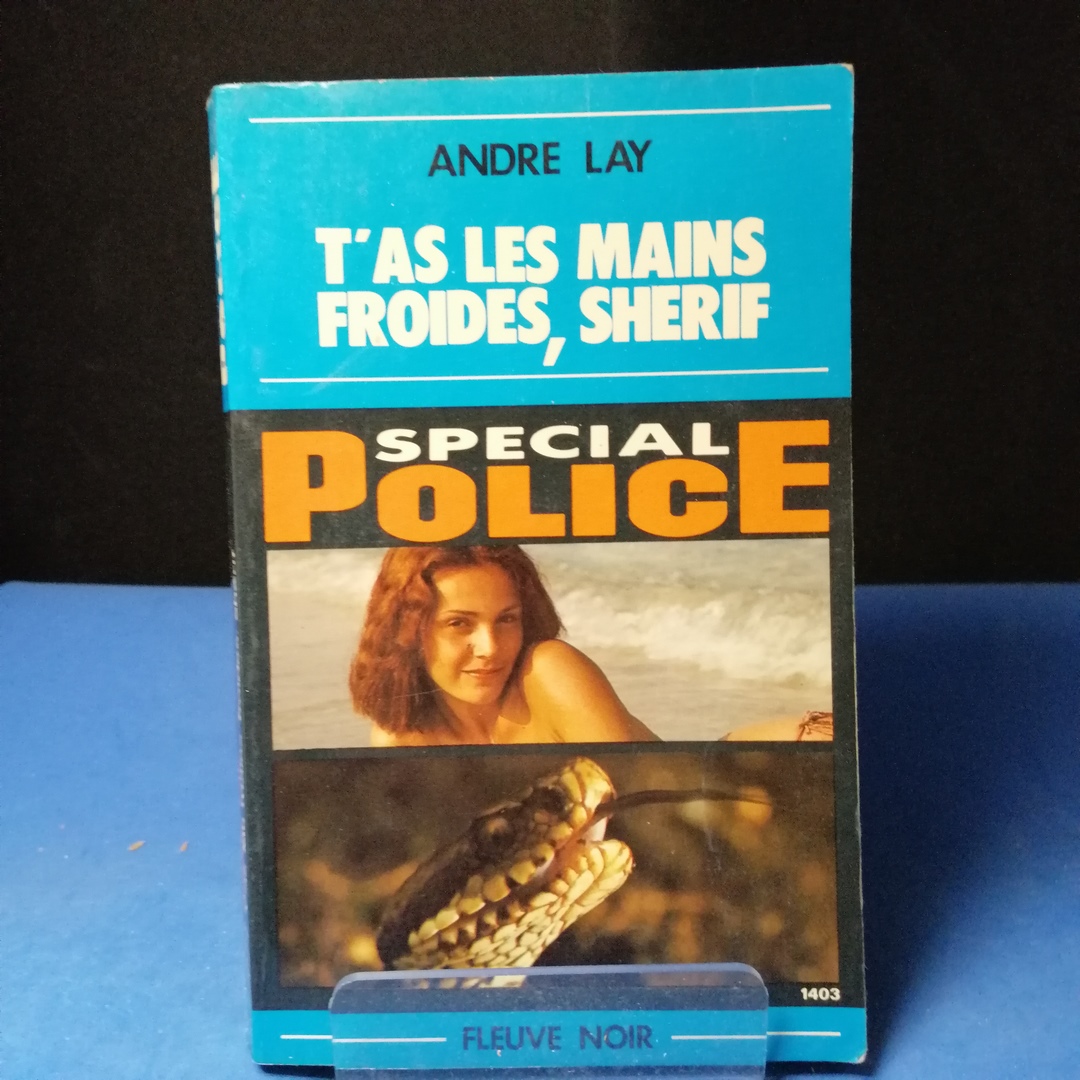 ANDRE LAY
T'AS LES MAINS
FROIDES, SHERIF
SPECIAL
POLICE
1403
FLEUVE NOIR